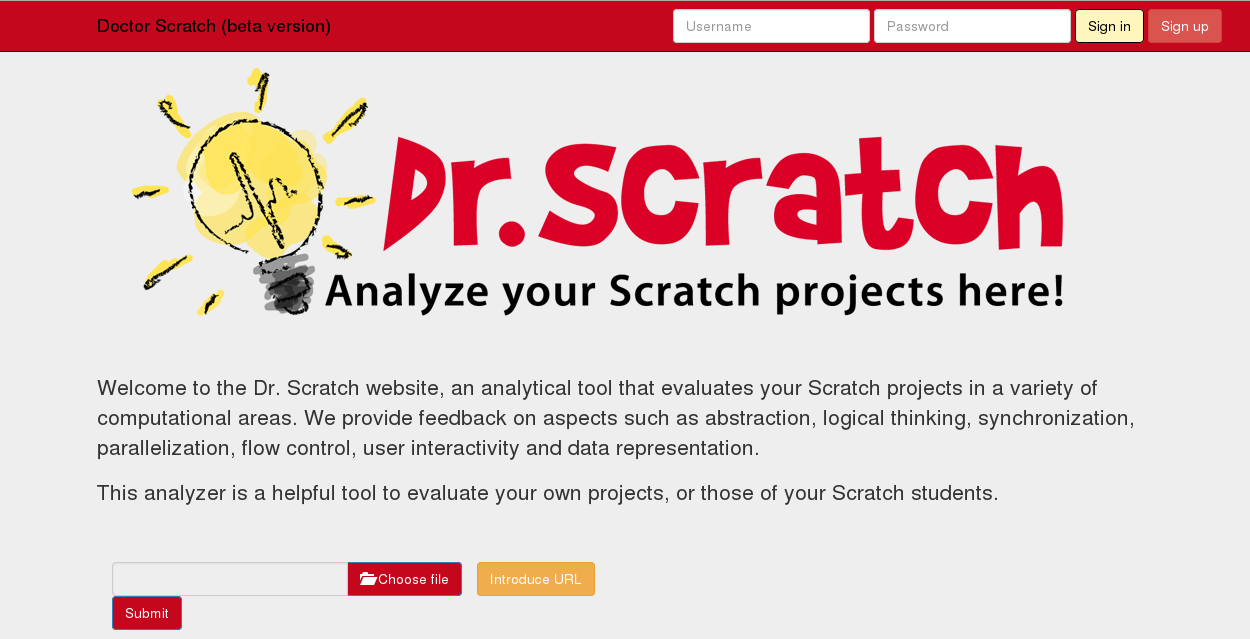 Doctor Scratch (beta version) Username Password Sign in Sign up
Dr.Scratch
Analyze your Scratch projects here!
Welcome to the Dr. Scratch website, an analytical tool that evaluates your Scratch projects in a variety of
computational areas. We provide feedback on aspects such as abstraction, logical thinking, synchronization,
parallelization, flow control, user interactivity and data representation.
This analyzer is a helpful tool to evaluate your own projects, or those of your Scratch students.
Choose file Introduce URL
Submit